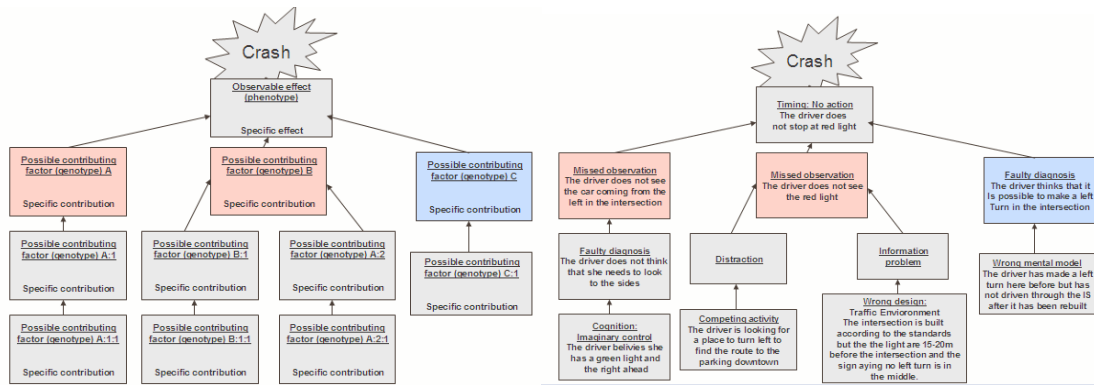 Crash
Observable effect
(phenotype)
Specific effect
Possible contributing
factor (genotype) A
Specific contribution
Possible contributing
factor (genotype) B
Specific contribution
Possible contributing
factor (genotype) C
Specific contribution
Possible contributing
factor (genotype) A:1
Specific contribution
Possible contributing
factor (genotype) B:1
Specific contribution
Possible contributing
factor (genotype) A:2
Specific contribution
Possible contributing
factor (genotype) C:1
Specific contribution
Possible contributing
factor (genotype) A:1:1
Specific contribution
Possible contributing
factor (genotype) B:1:1
Specific contribution
Possible contributing
factor (genotype) A:2:1
Specific contribution
Crash
Timing: No action
The driver does
not stop at red light
Missed observation
The driver does not see
the car coming from the
left in the intersection
Missed observation
The driver does not see
the red light
Faulty diagnosis
The driver thinks that it
Is possible to make a left
Turn in the intersection
Faulty diagnosis
The driver does not think
that she needs to look
to the sides
Distraction
Information
problem
Wrong mental model
The driver has made a left
turn here before but has
not driven through the IS
after it has been rebuilt
Cognition:
Imaginary control
The driver belivies she
has a green light and
the right ahead
Competing activity
The driver is looking for
a place to turn left to
find the route to the
parking downtown
Wrong design:
Traffic Envioronment
The intersection is built
according to the standards
but the the light are 15-20m
before the intersection and the
sign aying no left turn is in
the middle.